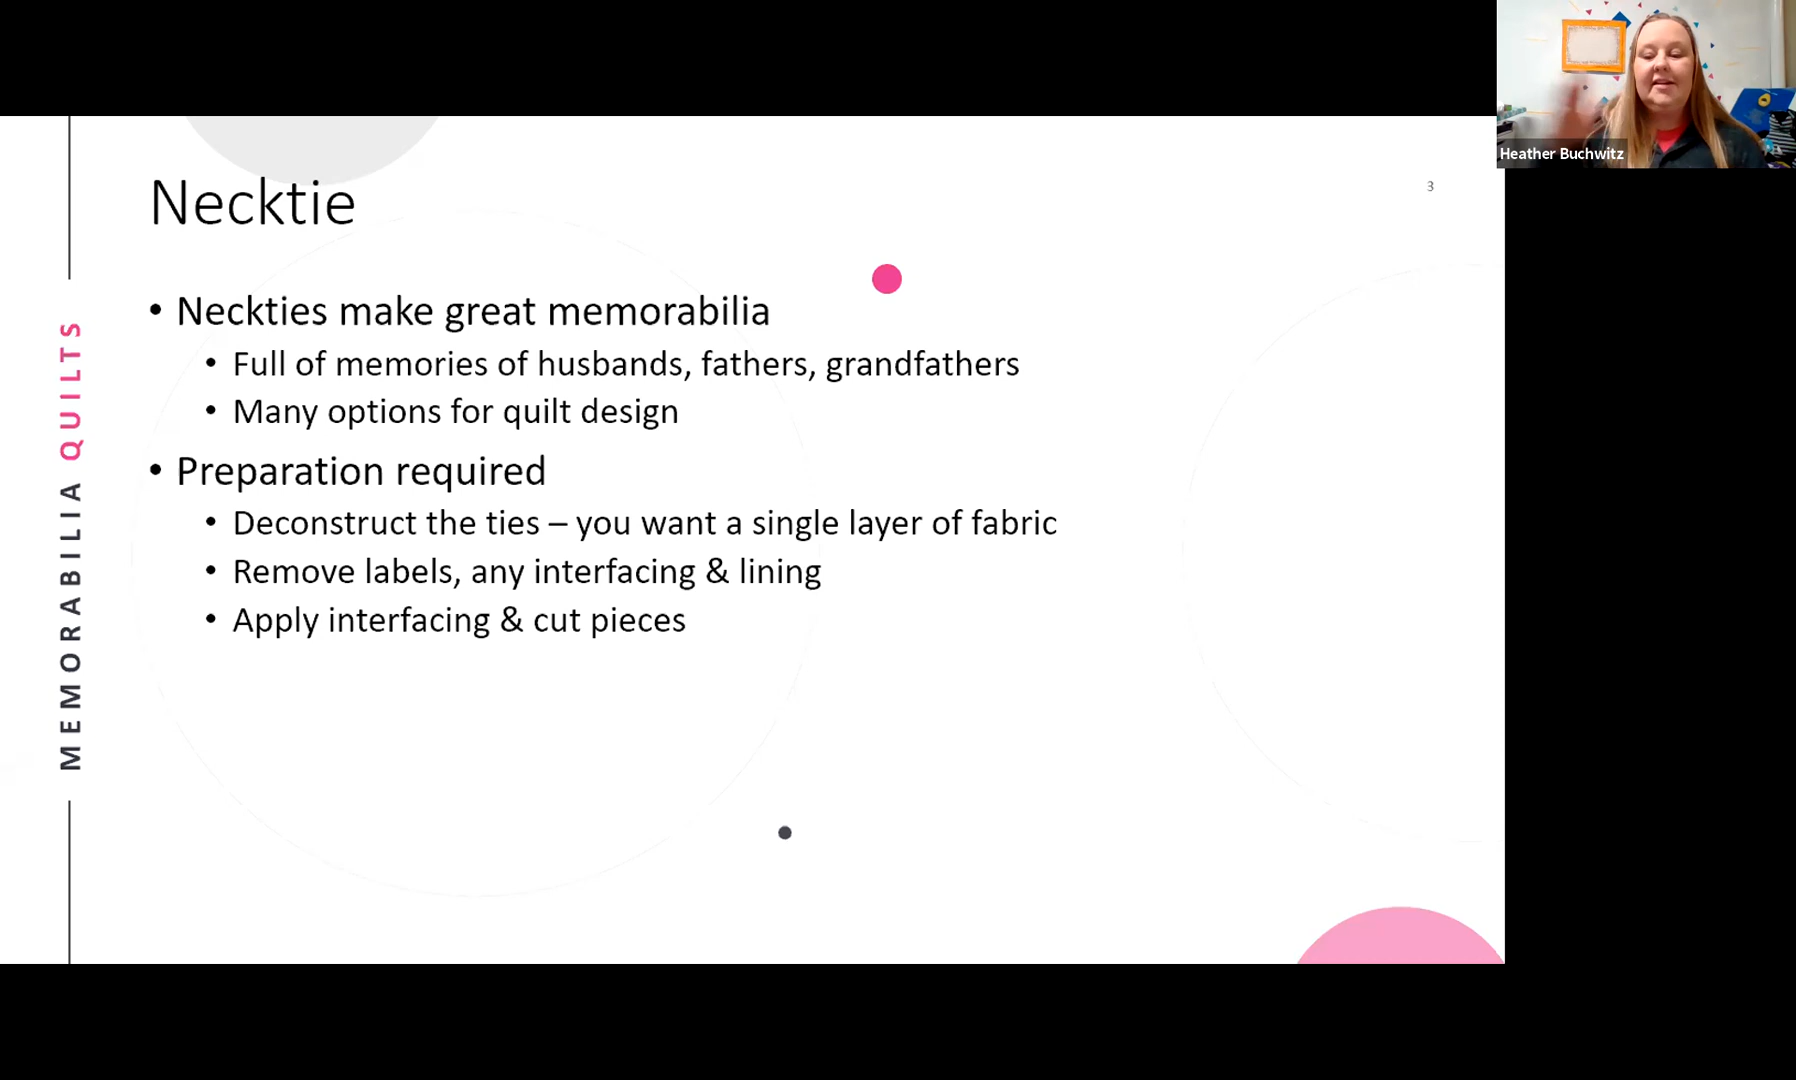 Heather Buchwitz
3
Necktie
MEMORABILIA QUILTS
• Neckties make great memorabilia
• Full of memories of husbands, fathers, grandfathers
• Many options for quilt design
• Preparation required
• Deconstruct the ties – you want a single layer of fabric
• Remove labels, any interfacing & lining
• Apply interfacing & cut pieces